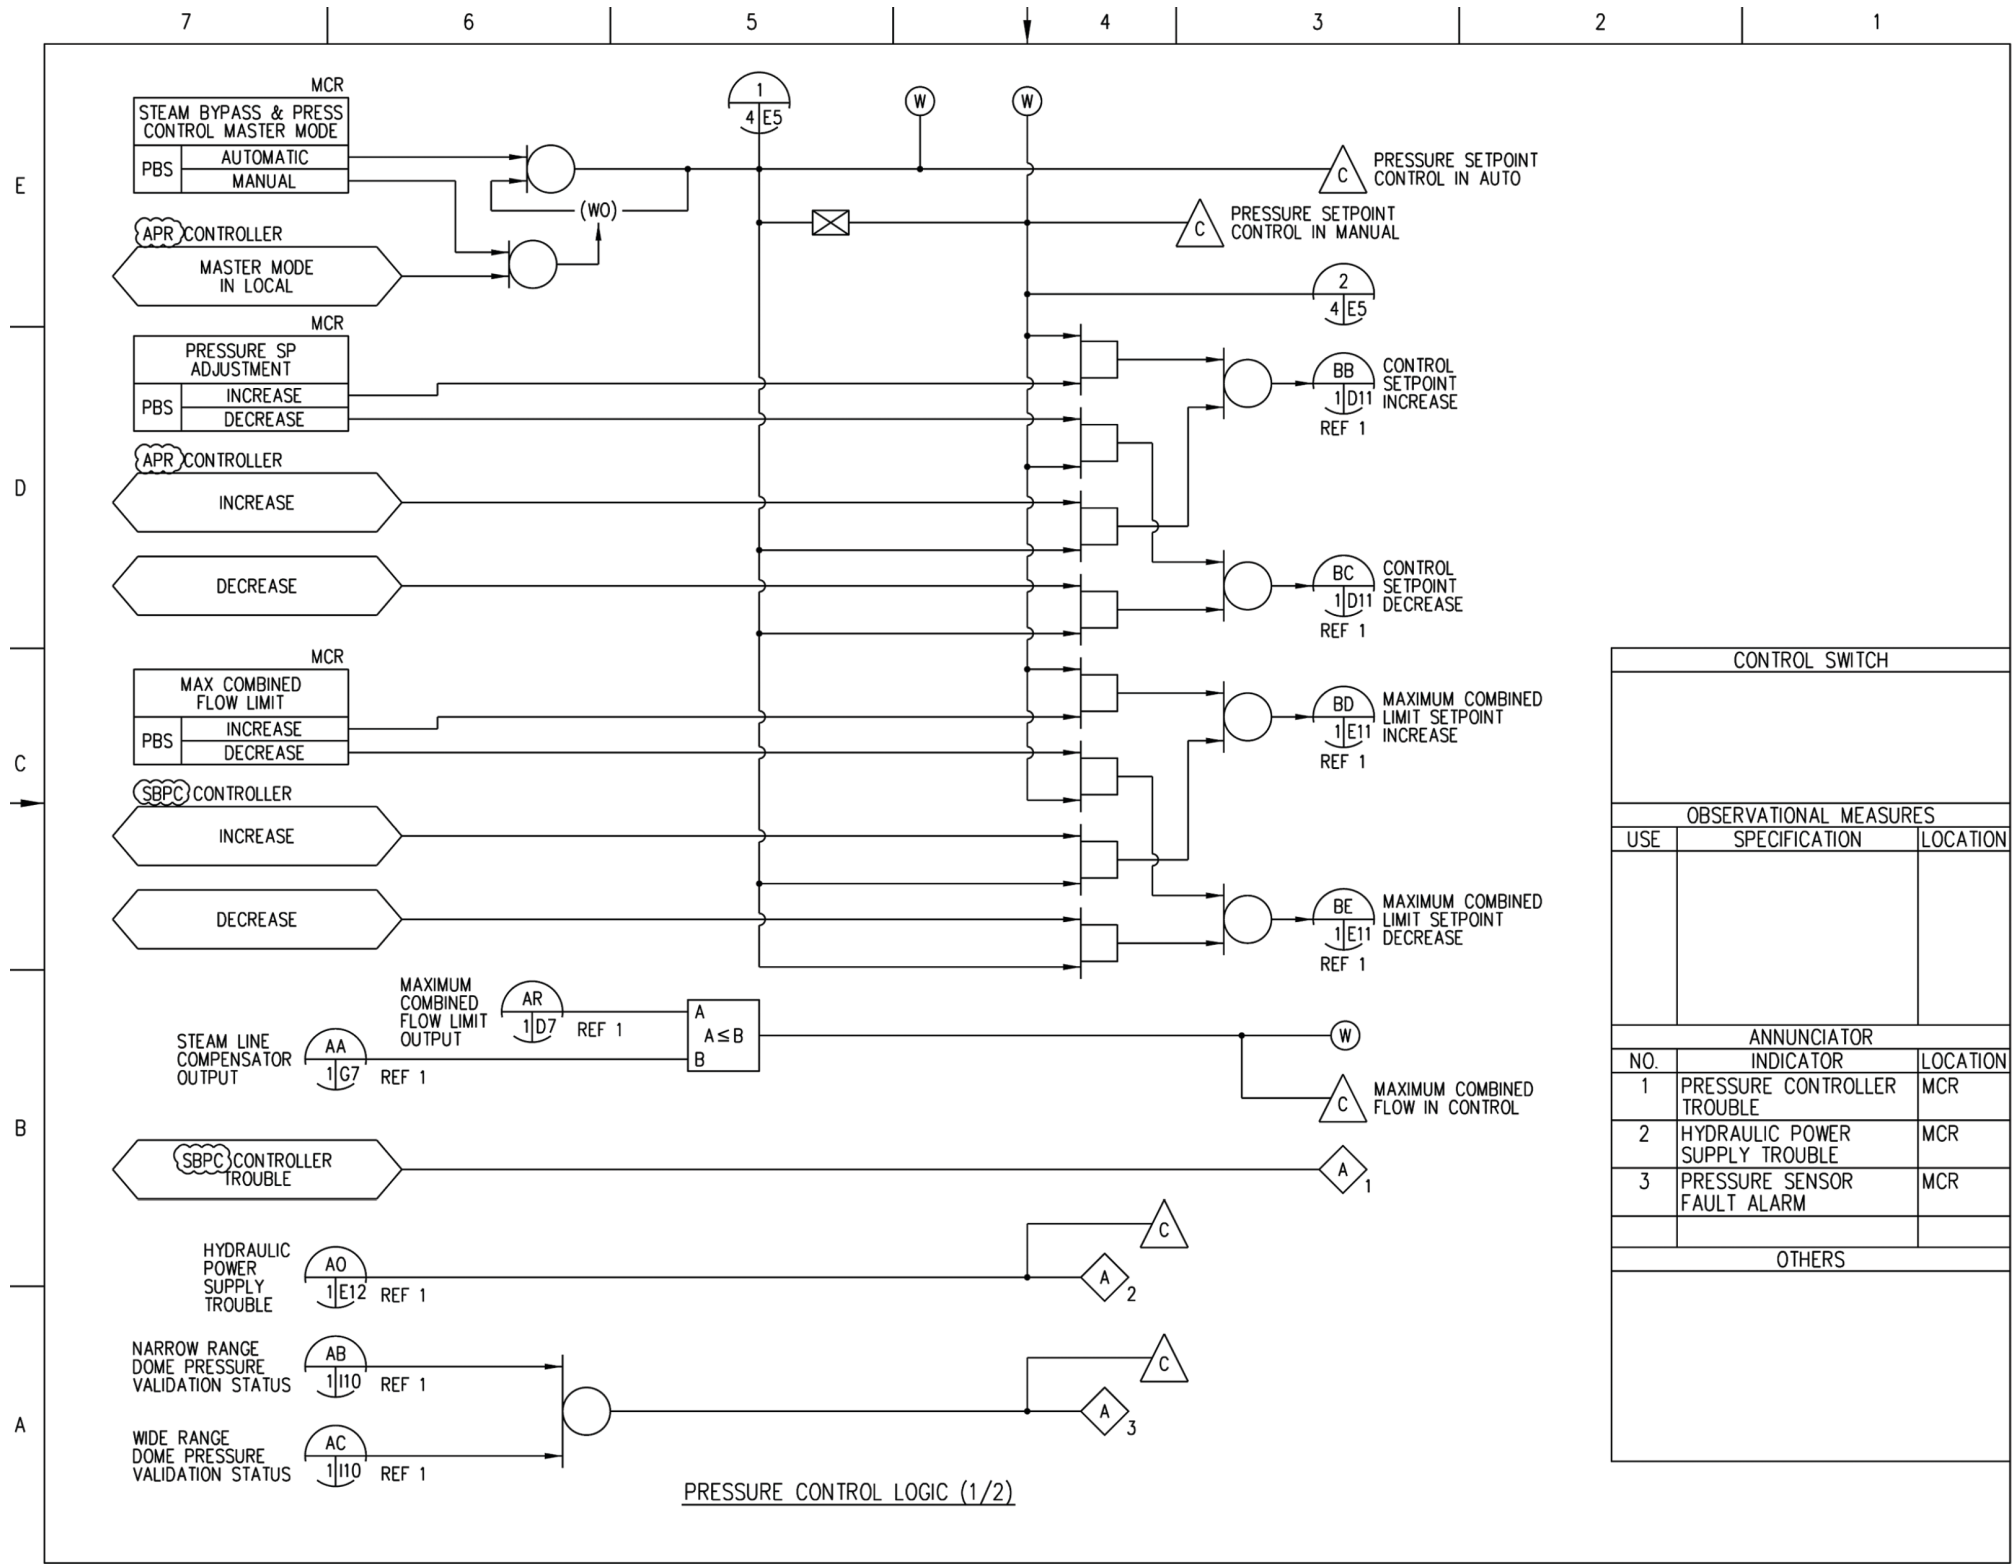 7 6 5 4 3 2 1
E
D
C
B
A
MCR
STEAM BYPASS & PRESS
CONTROL MASTER MODE
PBS
AUTOMATIC
MANUAL
1
4 E5
W
W
C
PRESSURE SETPOINT
CONTROL IN AUTO
(WO)
C
PRESSURE SETPOINT
CONTROL IN MANUAL
APR CONTROLLER
MASTER MODE
IN LOCAL
2
4 E5
MCR
PRESSURE SP
ADJUSTMENT
PBS
INCREASE
DECREASE
BB
1 D11
REF 1
CONTROL
SETPOINT
INCREASE
APR CONTROLLER
INCREASE
DECREASE
BC
1 D11
REF 1
CONTROL
SETPOINT
DECREASE
MCR
MAX COMBINED
FLOW LIMIT
PBS
INCREASE
DECREASE
BD
1 E11
REF 1
MAXIMUM COMBINED
LIMIT SETPOINT
INCREASE
SBPC CONTROLLER
INCREASE
DECREASE
BE
1 E11
REF 1
MAXIMUM COMBINED
LIMIT SETPOINT
DECREASE
MAXIMUM
COMBINED
FLOW LIMIT
OUTPUT
AR
1 D7
REF 1
STEAM LINE
COMPENSATOR
OUTPUT
AA
1 G7
REF 1
A
A≤B
B
W
C
MAXIMUM COMBINED
FLOW IN CONTROL
SBPC CONTROLLER
TROUBLE
A
1
HYDRAULIC
POWER
SUPPLY
TROUBLE
AO
1 E12
REF 1
C
A
2
NARROW RANGE
DOME PRESSURE
VALIDATION STATUS
AB
1 I10
REF 1
WIDE RANGE
DOME PRESSURE
VALIDATION STATUS
AC
1 I10
REF 1
C
A
3
PRESSURE CONTROL LOGIC (1/2)
CONTROL SWITCH
OBSERVATIONAL MEASURES
USE SPECIFICATION LOCATION
ANNUNCIATOR
NO. INDICATOR LOCATION
1 PRESSURE CONTROLLER MCR
TROUBLE
2 HYDRAULIC POWER MCR
SUPPLY TROUBLE
3 PRESSURE SENSOR MCR
FAULT ALARM
OTHERS